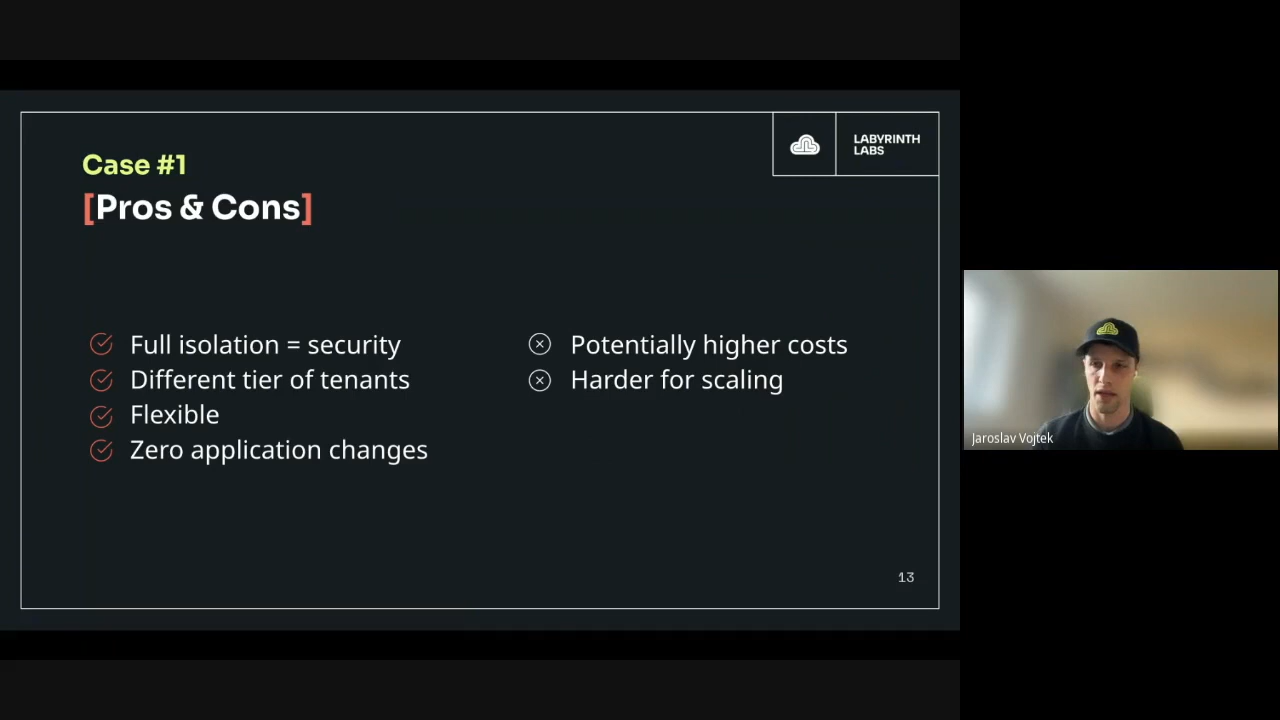 Case #1
[Pros & Cons]
LABYRINTH
LABS
Full isolation = security
Different tier of tenants
Flexible
Zero application changes
Potentially higher costs
Harder for scaling
13
Jaroslav Vojtek